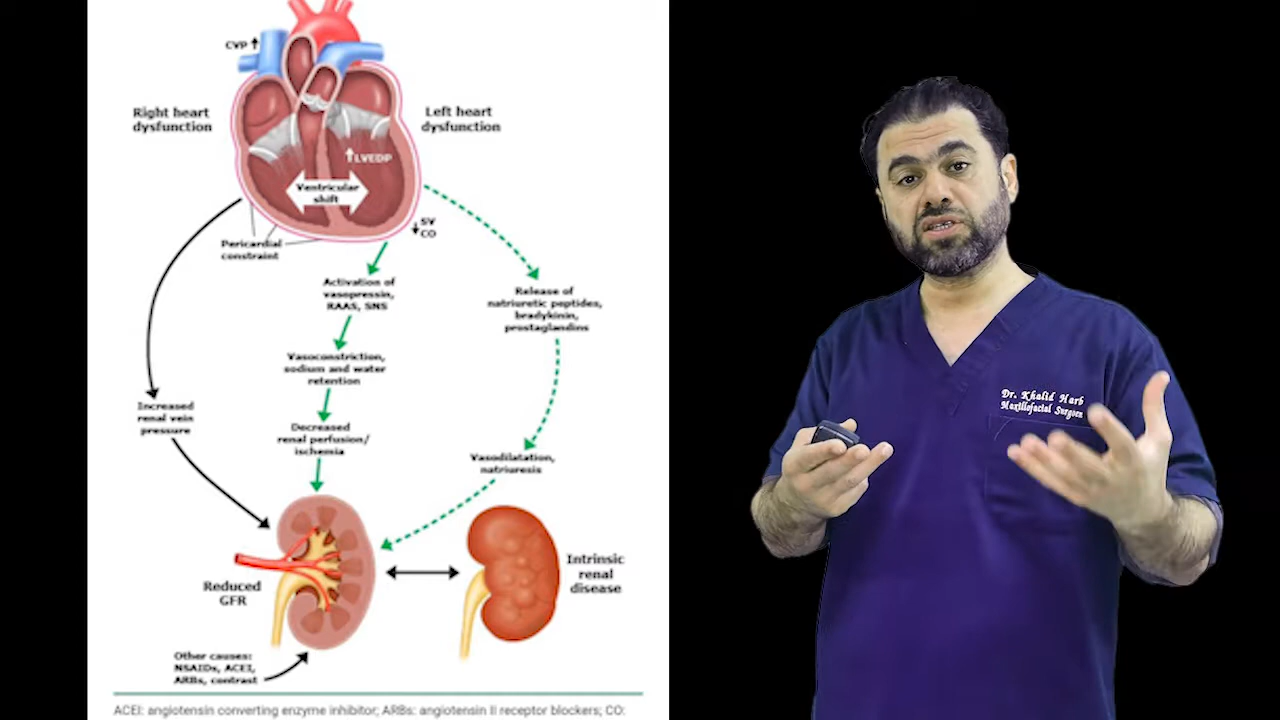 CVP ↑
Right heart
dysfunction
Left heart
dysfunction
↑LVEDP
Ventricular
shift
↓SV
CO
Pericardial
constraint
Activation of
vasopressin,
RAAS, SNS
Release of
natriuretic peptides,
bradykinin,
prostaglandins
Vasoconstriction,
sodium and water
retention
Increased
renal vein
pressure
Decreased
renal perfusion/
ischemia
Vasodilatation,
natriuresis
Reduced
GFR
Intrinsic
renal
disease
Other causes:
NSAIDs, ACEI,
ARBs, contrast
ACEI: angiotensin converting enzyme inhibitor; ARBs: angiotensin II receptor blockers; CO:
Dr. Khalid Harb
Maxillofacial Surgoen